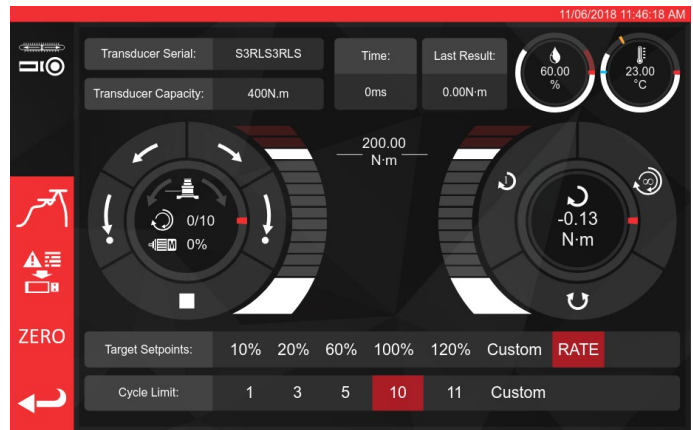 11/06/2018 11:46:18 AM
Transducer Serial: S3RLS3RLS Time: Last Result:
Transducer Capacity: 400N.m 0ms 0.00N·m
60.00
%
23.00
°C
200.00
N·m
0/10
M 0%
1
∞
-0.13
N·m
ZERO
Target Setpoints: 10% 20% 60% 100% 120% Custom RATE
Cycle Limit: 1 3 5 10 11 Custom